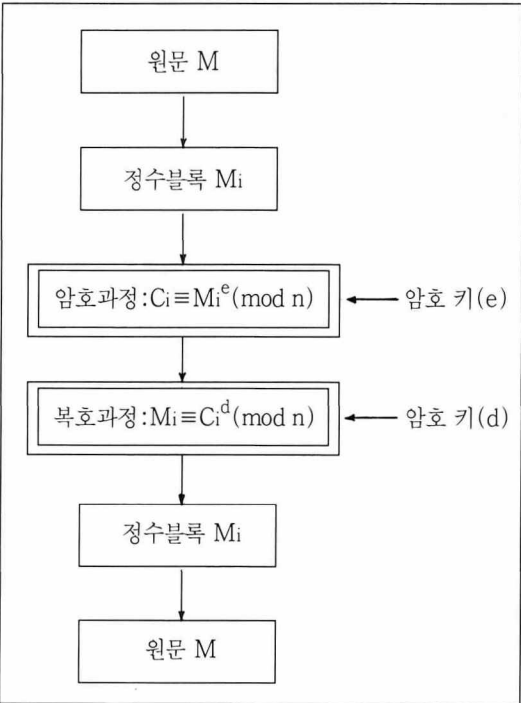 원문 M
정수블록 Mi
암호과정:Ci≡Mi^e(mod n) 암호 키(e)
복호과정:Mi≡Ci^d(mod n) 암호 키(d)
정수블록 Mi
원문 M